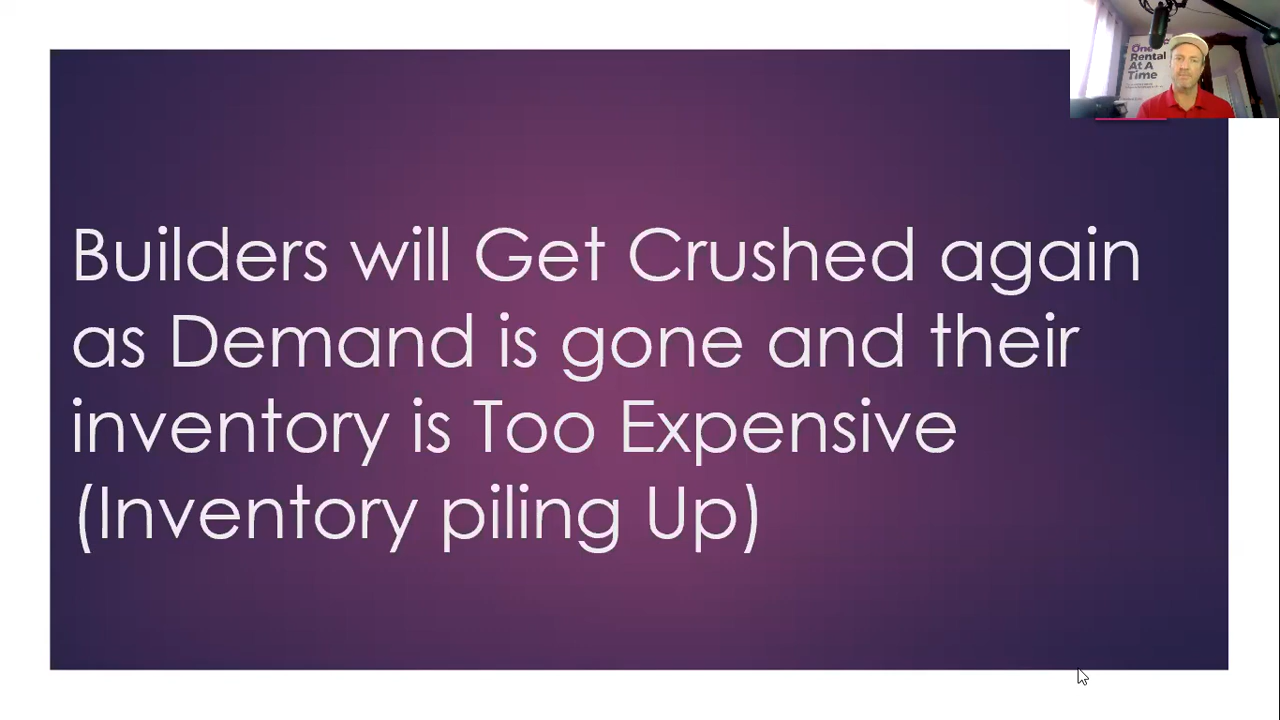 One
Rental
At A
Time
Builders will Get Crushed again
as Demand is gone and their
inventory is Too Expensive
(Inventory piling Up)